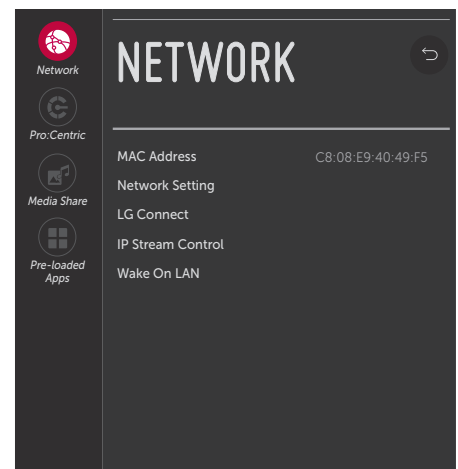 Network
Pro:Centric
Media Share
Pre-loaded
Apps
NETWORK
MAC Address C8:08:E9:40:49:F5
Network Setting
LG Connect
IP Stream Control
Wake On LAN